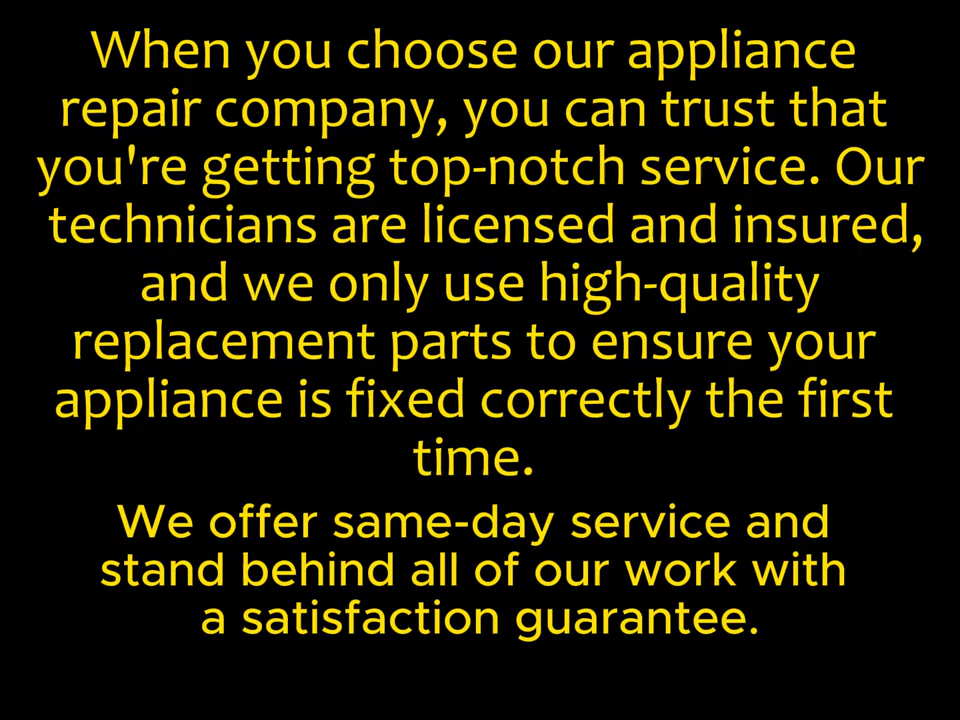 When you choose our appliance
repair company, you can trust that
you're getting top-notch service. Our
technicians are licensed and insured,
and we only use high-quality
replacement parts to ensure your
appliance is fixed correctly the first
time.
We offer same-day service and
stand behind all of our work with
a satisfaction guarantee.